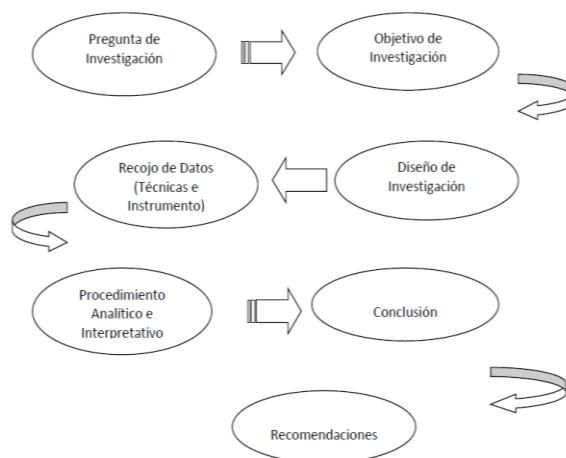 Pregunta de
Investigación
Objetivo de
Investigación
Diseño de
Investigación
Recojo de Datos
(Técnicas e
Instrumento)
Procedimiento
Analítico e
Interpretativo
Conclusión
Recomendaciones